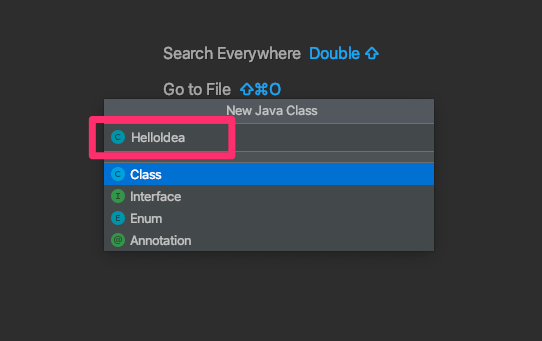 Search Everywhere Double ⇧
Go to File ⇧⌘O
New Java Class
C HelloIdea
C Class
I Interface
E Enum
@ Annotation